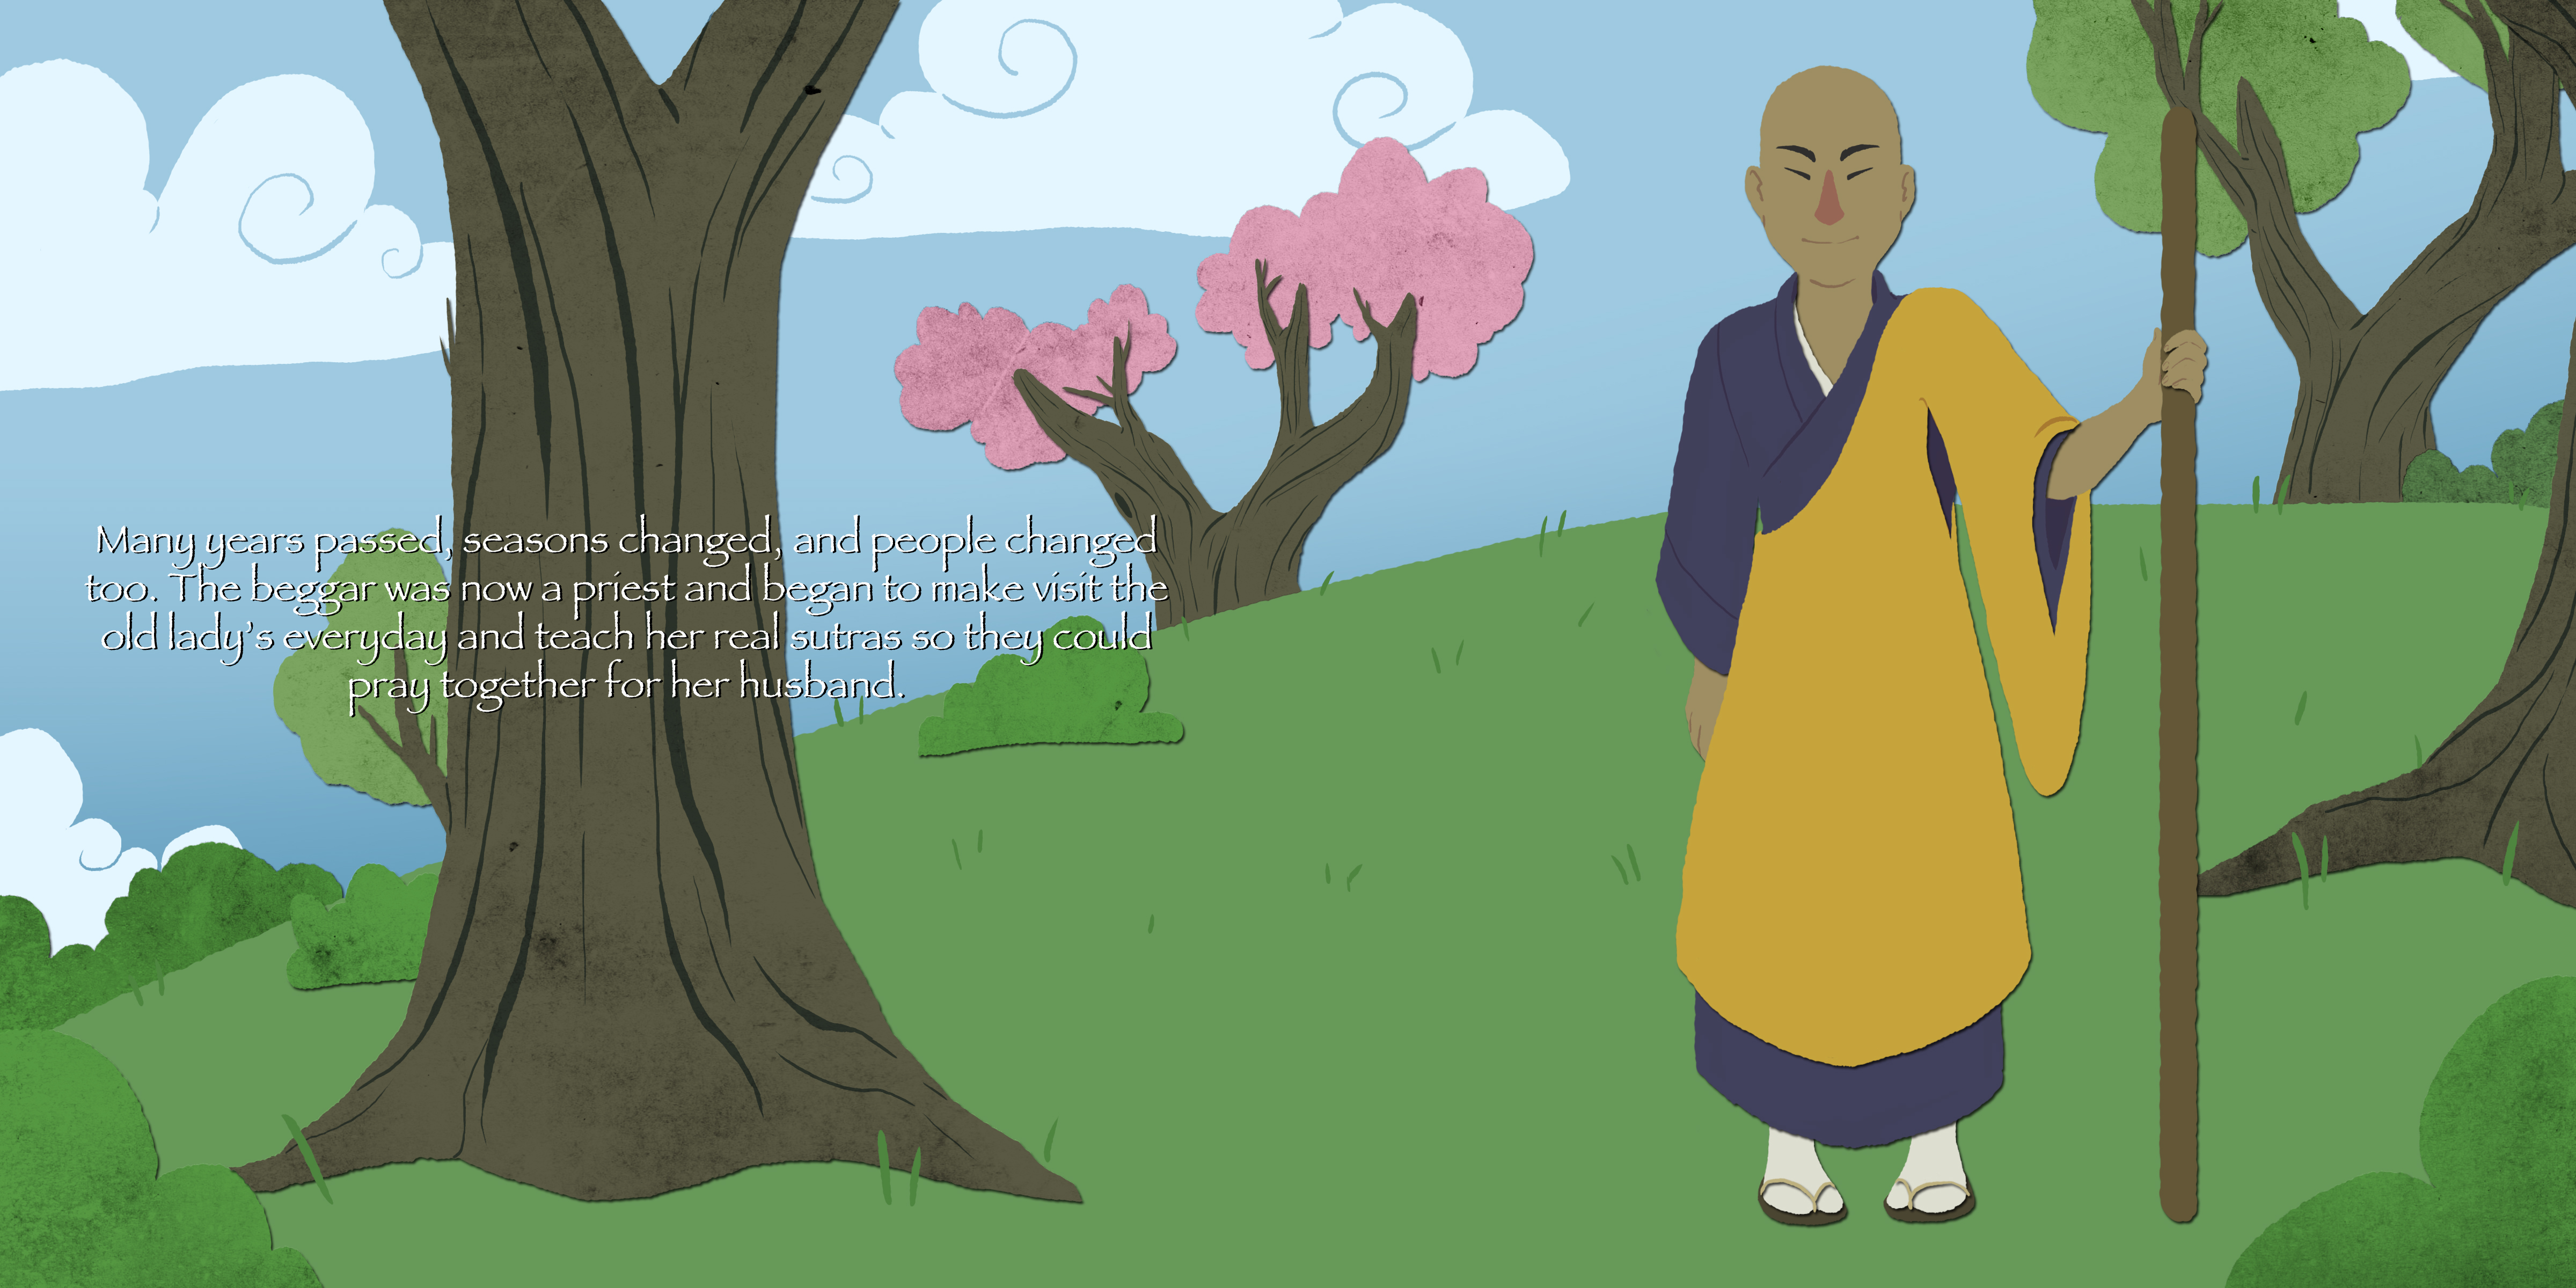 Many years passed, seasons changed, and people changed
too. The beggar was now a priest and began to make visit the
old lady's everyday and teach her real sutras so they could
pray together for her husband.